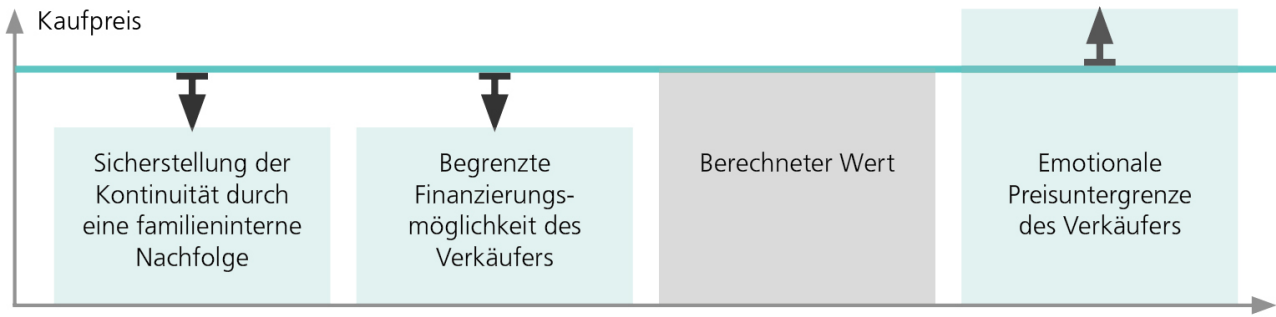 Kaufpreis
Sicherstellung der
Kontinuität durch
eine familieninterne
Nachfolge
Begrenzte
Finanzierungs-
möglichkeit des
Verkäufers
Berechneter Wert
Emotionale
Preisuntergrenze
des Verkäufers